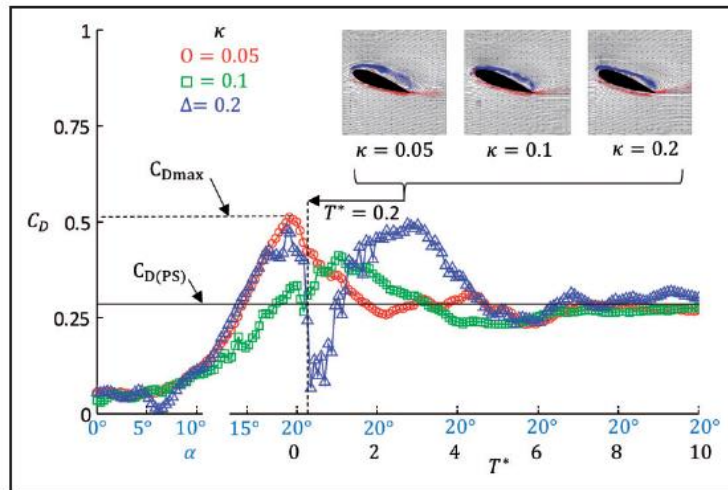 1
κ
O = 0.05
□ = 0.1
Δ= 0.2
0.75
κ = 0.05 κ = 0.1 κ = 0.2
C_Dmax
T* = 0.2
C_D 0.5
C_D(PS)
0.25
0
0° 5° 10° 15° 20° 20° 20° 20° 20° 20°
α 0 2 4 T* 6 8 10